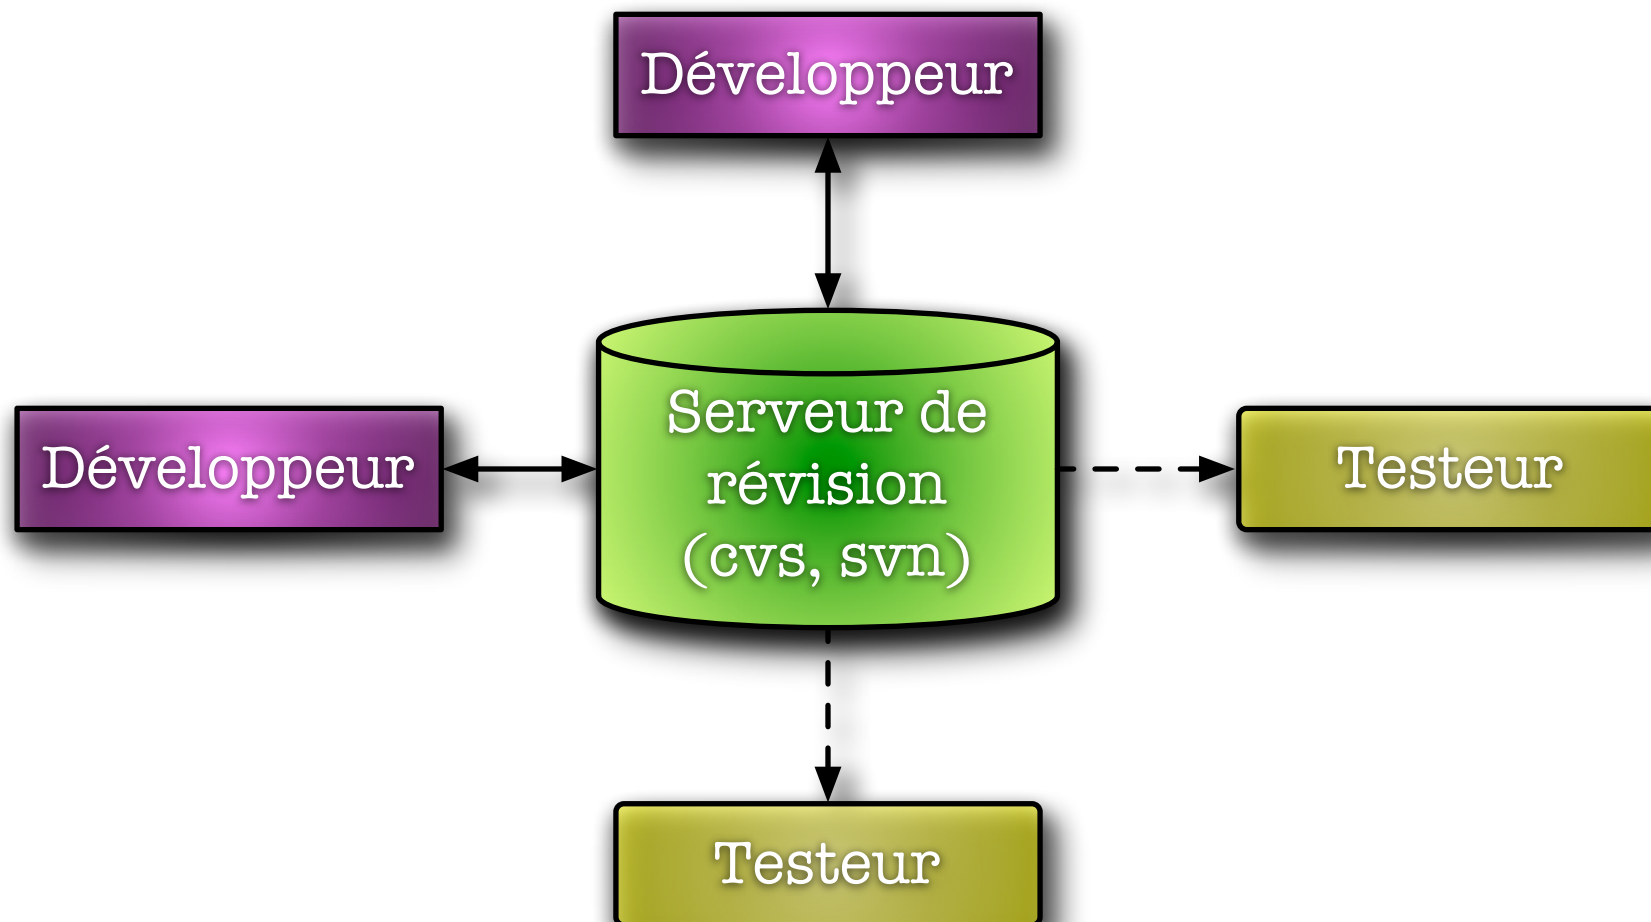 Développeur
Développeur
Serveur de
révision
(cvs, svn)
Testeur
Testeur